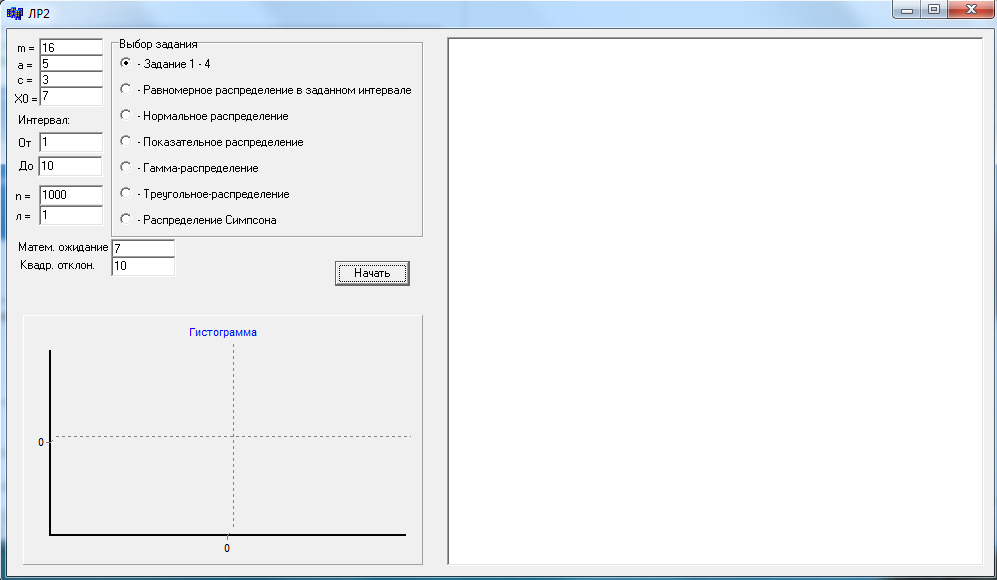 ЛР2
m = 16
a = 5
c = 3
X0 = 7
Интервал:
От 1
До 10
n = 1000
л = 1
Выбор задания
- Задание 1 - 4
- Равномерное распределение в заданном интервале
- Нормальное распределение
- Показательное распределение
- Гамма-распределение
- Треугольное-распределение
- Распределение Симпсона
Матем. ожидание 7
Квадр. отклон. 10
Начать
Гистограмма
0
0